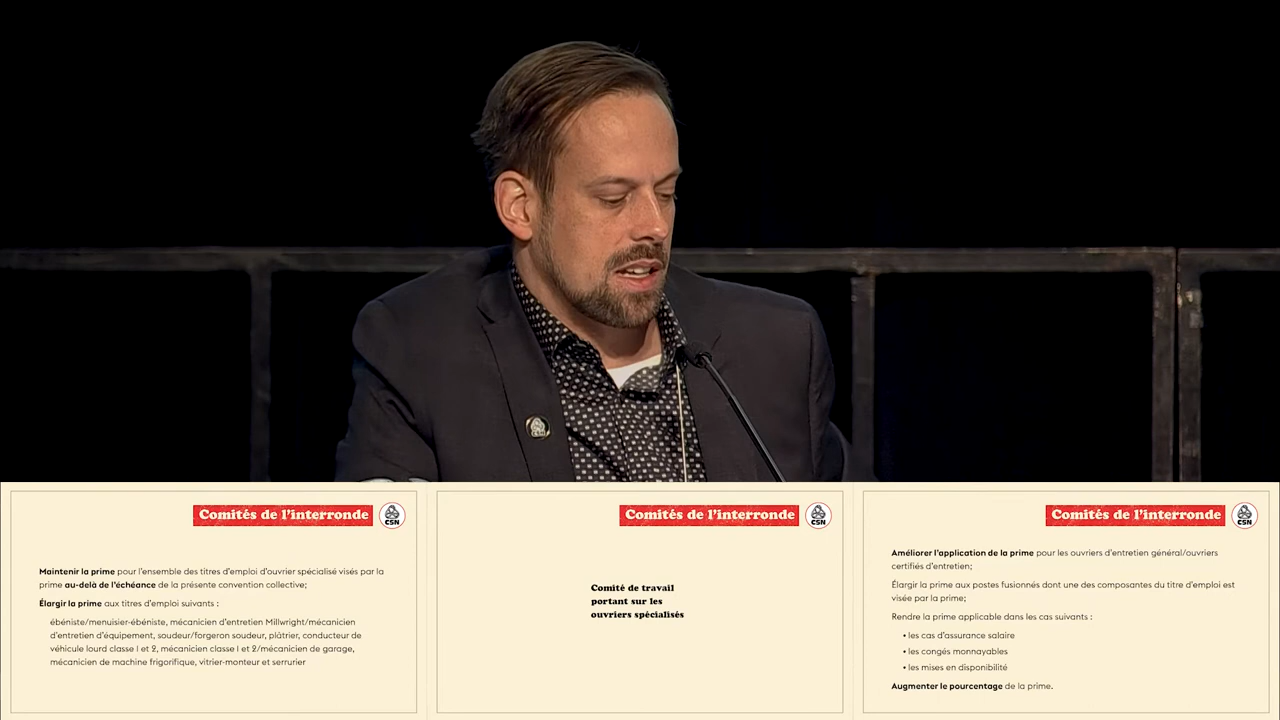 CSN
Comités de l'interronde
CSN
Maintenir la prime pour l'ensemble des titres d'emploi d'ouvrier spécialisé visés par la
prime au-delà de l'échéance de la présente convention collective;
Élargir la prime aux titres d'emploi suivants :
ébéniste/menuisier-ébéniste, mécanicien d'entretien Millwright/mécanicien
d'entretien d'équipement, soudeur/forgeron soudeur, plâtrier, conducteur de
véhicule lourd classe 1 et 2, mécanicien classe 1 et 2/mécanicien de garage,
mécanicien de machine frigorifique, vitrier-monteur et serrurier
Comités de l'interronde
CSN
Comité de travail
portant sur les
ouvriers spécialisés
Comités de l'interronde
CSN
Améliorer l'application de la prime pour les ouvriers d'entretien général/ouvriers
certifiés d'entretien;
Élargir la prime aux postes fusionnés dont une des composantes du titre d'emploi est
visée par la prime;
Rendre la prime applicable dans les cas suivants :
• les cas d'assurance salaire
• les congés monnayables
• les mises en disponibilité
Augmenter le pourcentage de la prime.